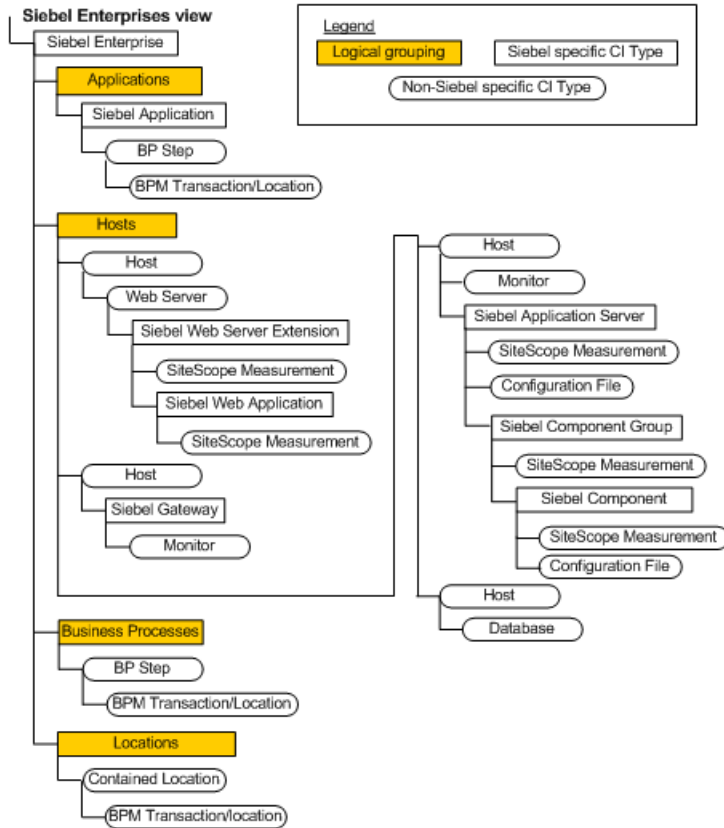 Siebel Enterprises view
Siebel Enterprise
Legend
Logical grouping
Siebel specific CI Type
Non-Siebel specific CI Type
Applications
Siebel Application
BP Step
BPM Transaction/Location
Hosts
Host
Web Server
Siebel Web Server Extension
SiteScope Measurement
Siebel Web Application
SiteScope Measurement
Host
Siebel Gateway
Monitor
Host
Monitor
Siebel Application Server
SiteScope Measurement
Configuration File
Siebel Component Group
SiteScope Measurement
Siebel Component
SiteScope Measurement
Configuration File
Host
Database
Business Processes
BP Step
BPM Transaction/Location
Locations
Contained Location
BPM Transaction/location